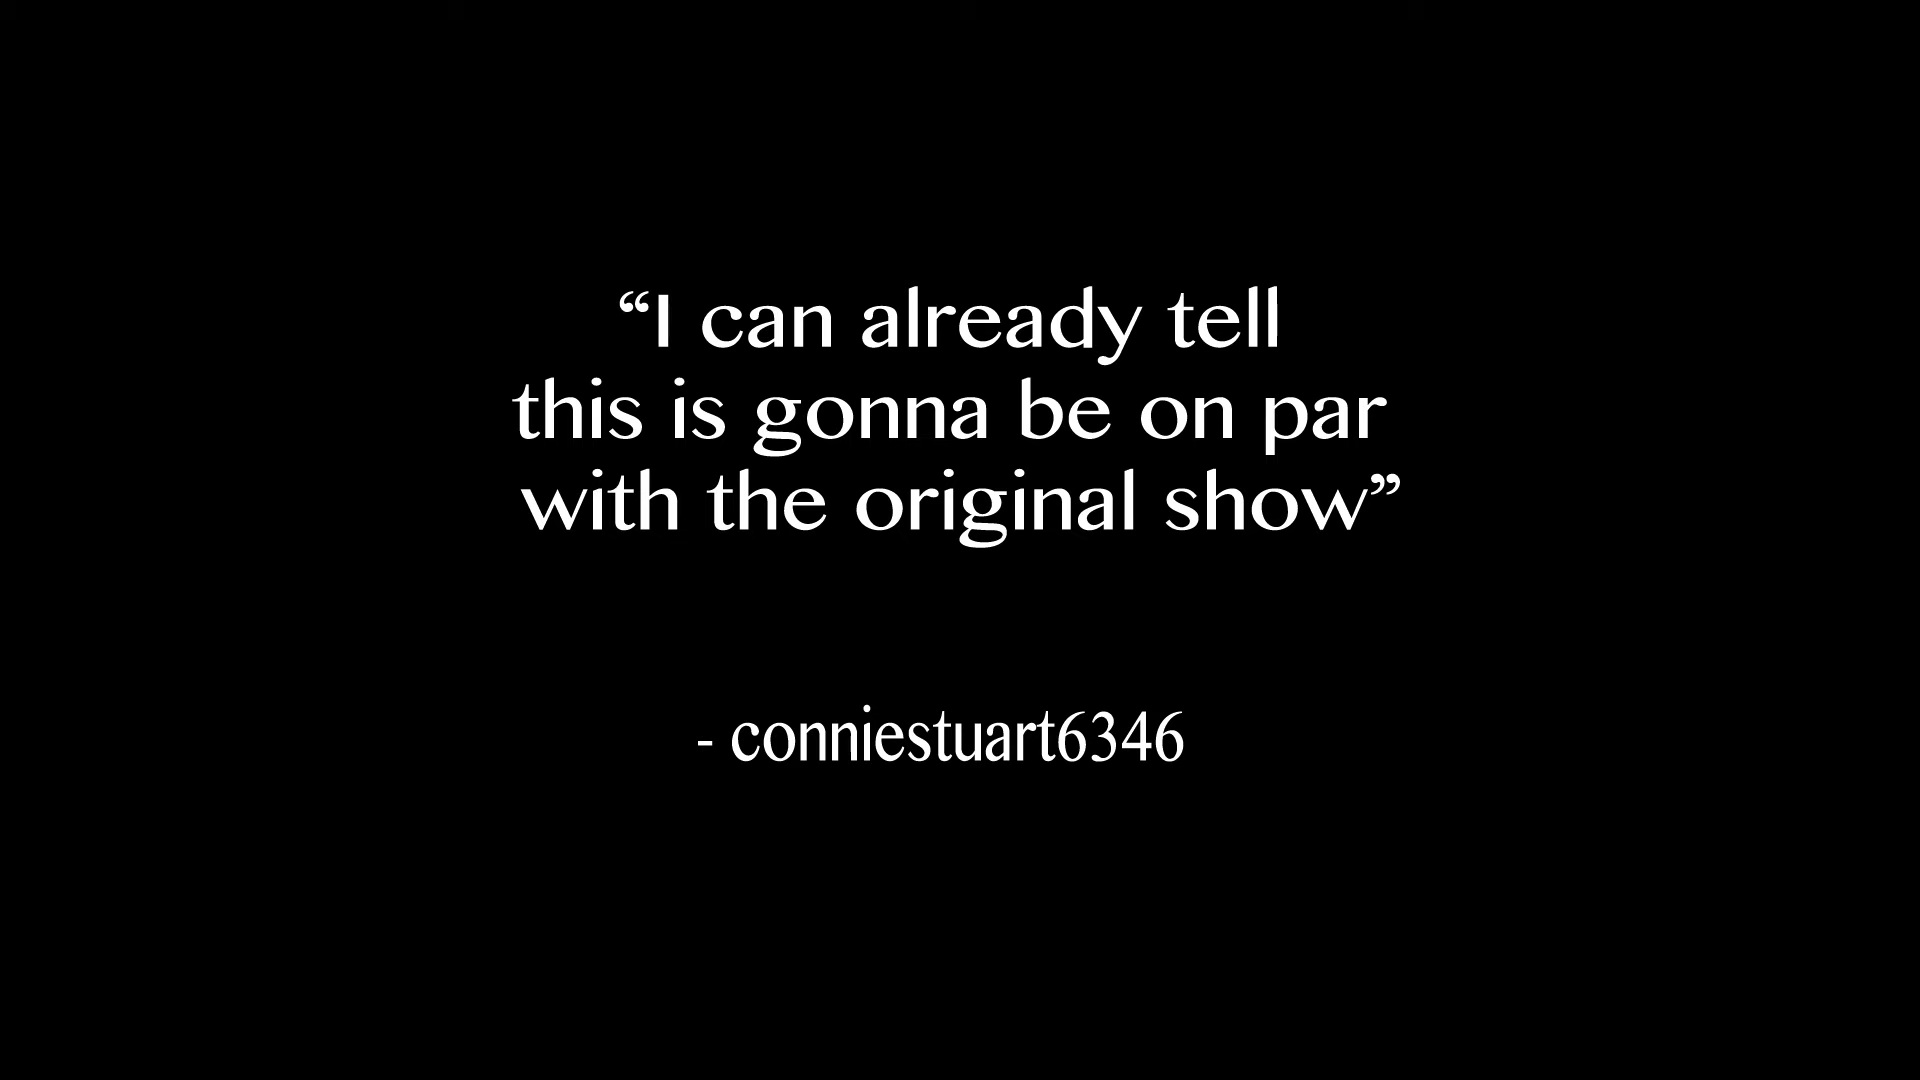 “I can already tell
this is gonna be on par
with the original show”
- conniestuart6346